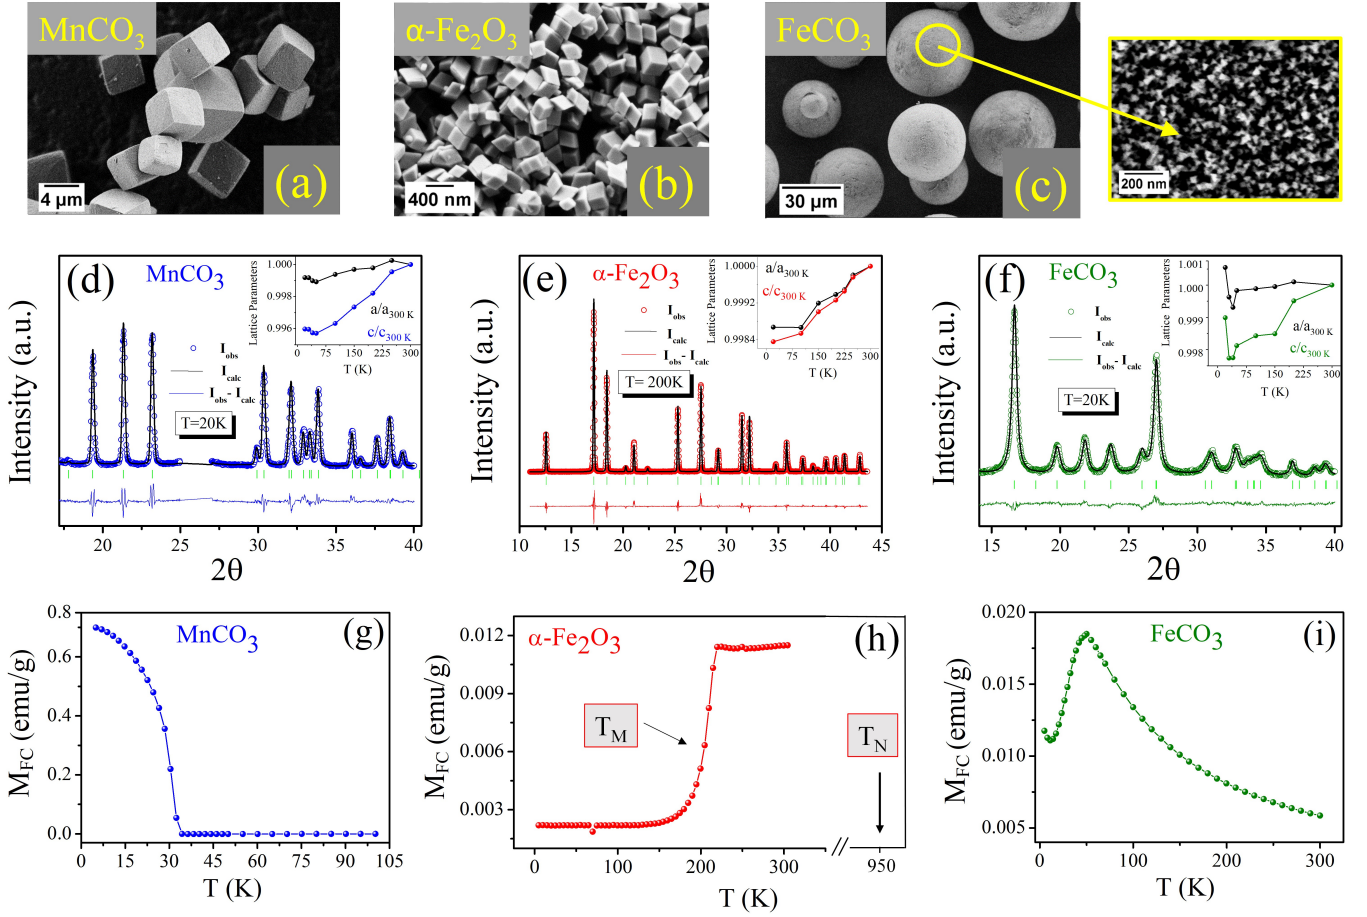 MnCO3
(a)
4 μm
α-Fe2O3
(b)
400 nm
FeCO3
(c)
30 μm
200 nm
(d)
MnCO3
Intensity (a.u.)
Iobs
Icalc
Iobs- Icalc
T=20K
20
25
30
35
40
2θ
Lattice Parameters
1.000
0.998
0.996
a/a300 K
c/c300 K
0
75
150
225
300
T (K)
(e)
α-Fe2O3
Intensity (a.u.)
Iobs
Icalc
Iobs- Icalc
T= 200K
10
15
20
25
30
35
40
45
2θ
Lattice Parameters
1.0000
0.9992
0.9984
a/a300 K
c/c300 K
0
75
150
225
300
T (K)
(f)
FeCO3
Intensity (a.u.)
Iobs
Icalc
Iobs- Icalc
T=20K
15
20
25
30
35
40
2θ
Lattice Parameters
1.001
1.000
0.999
0.998
a/a300 K
c/c300 K
0
75
150
225
300
T (K)
(g)
MnCO3
MFC (emu/g)
0.8
0.6
0.4
0.2
0.0
0
15
30
45
60
75
90
105
T (K)
(h)
α-Fe2O3
MFC (emu/g)
0.012
0.009
0.006
0.003
TM
TN
0
100
200
300
//
950
T (K)
(i)
FeCO3
MFC (emu/g)
0.020
0.015
0.010
0.005
0
100
200
300
T (K)